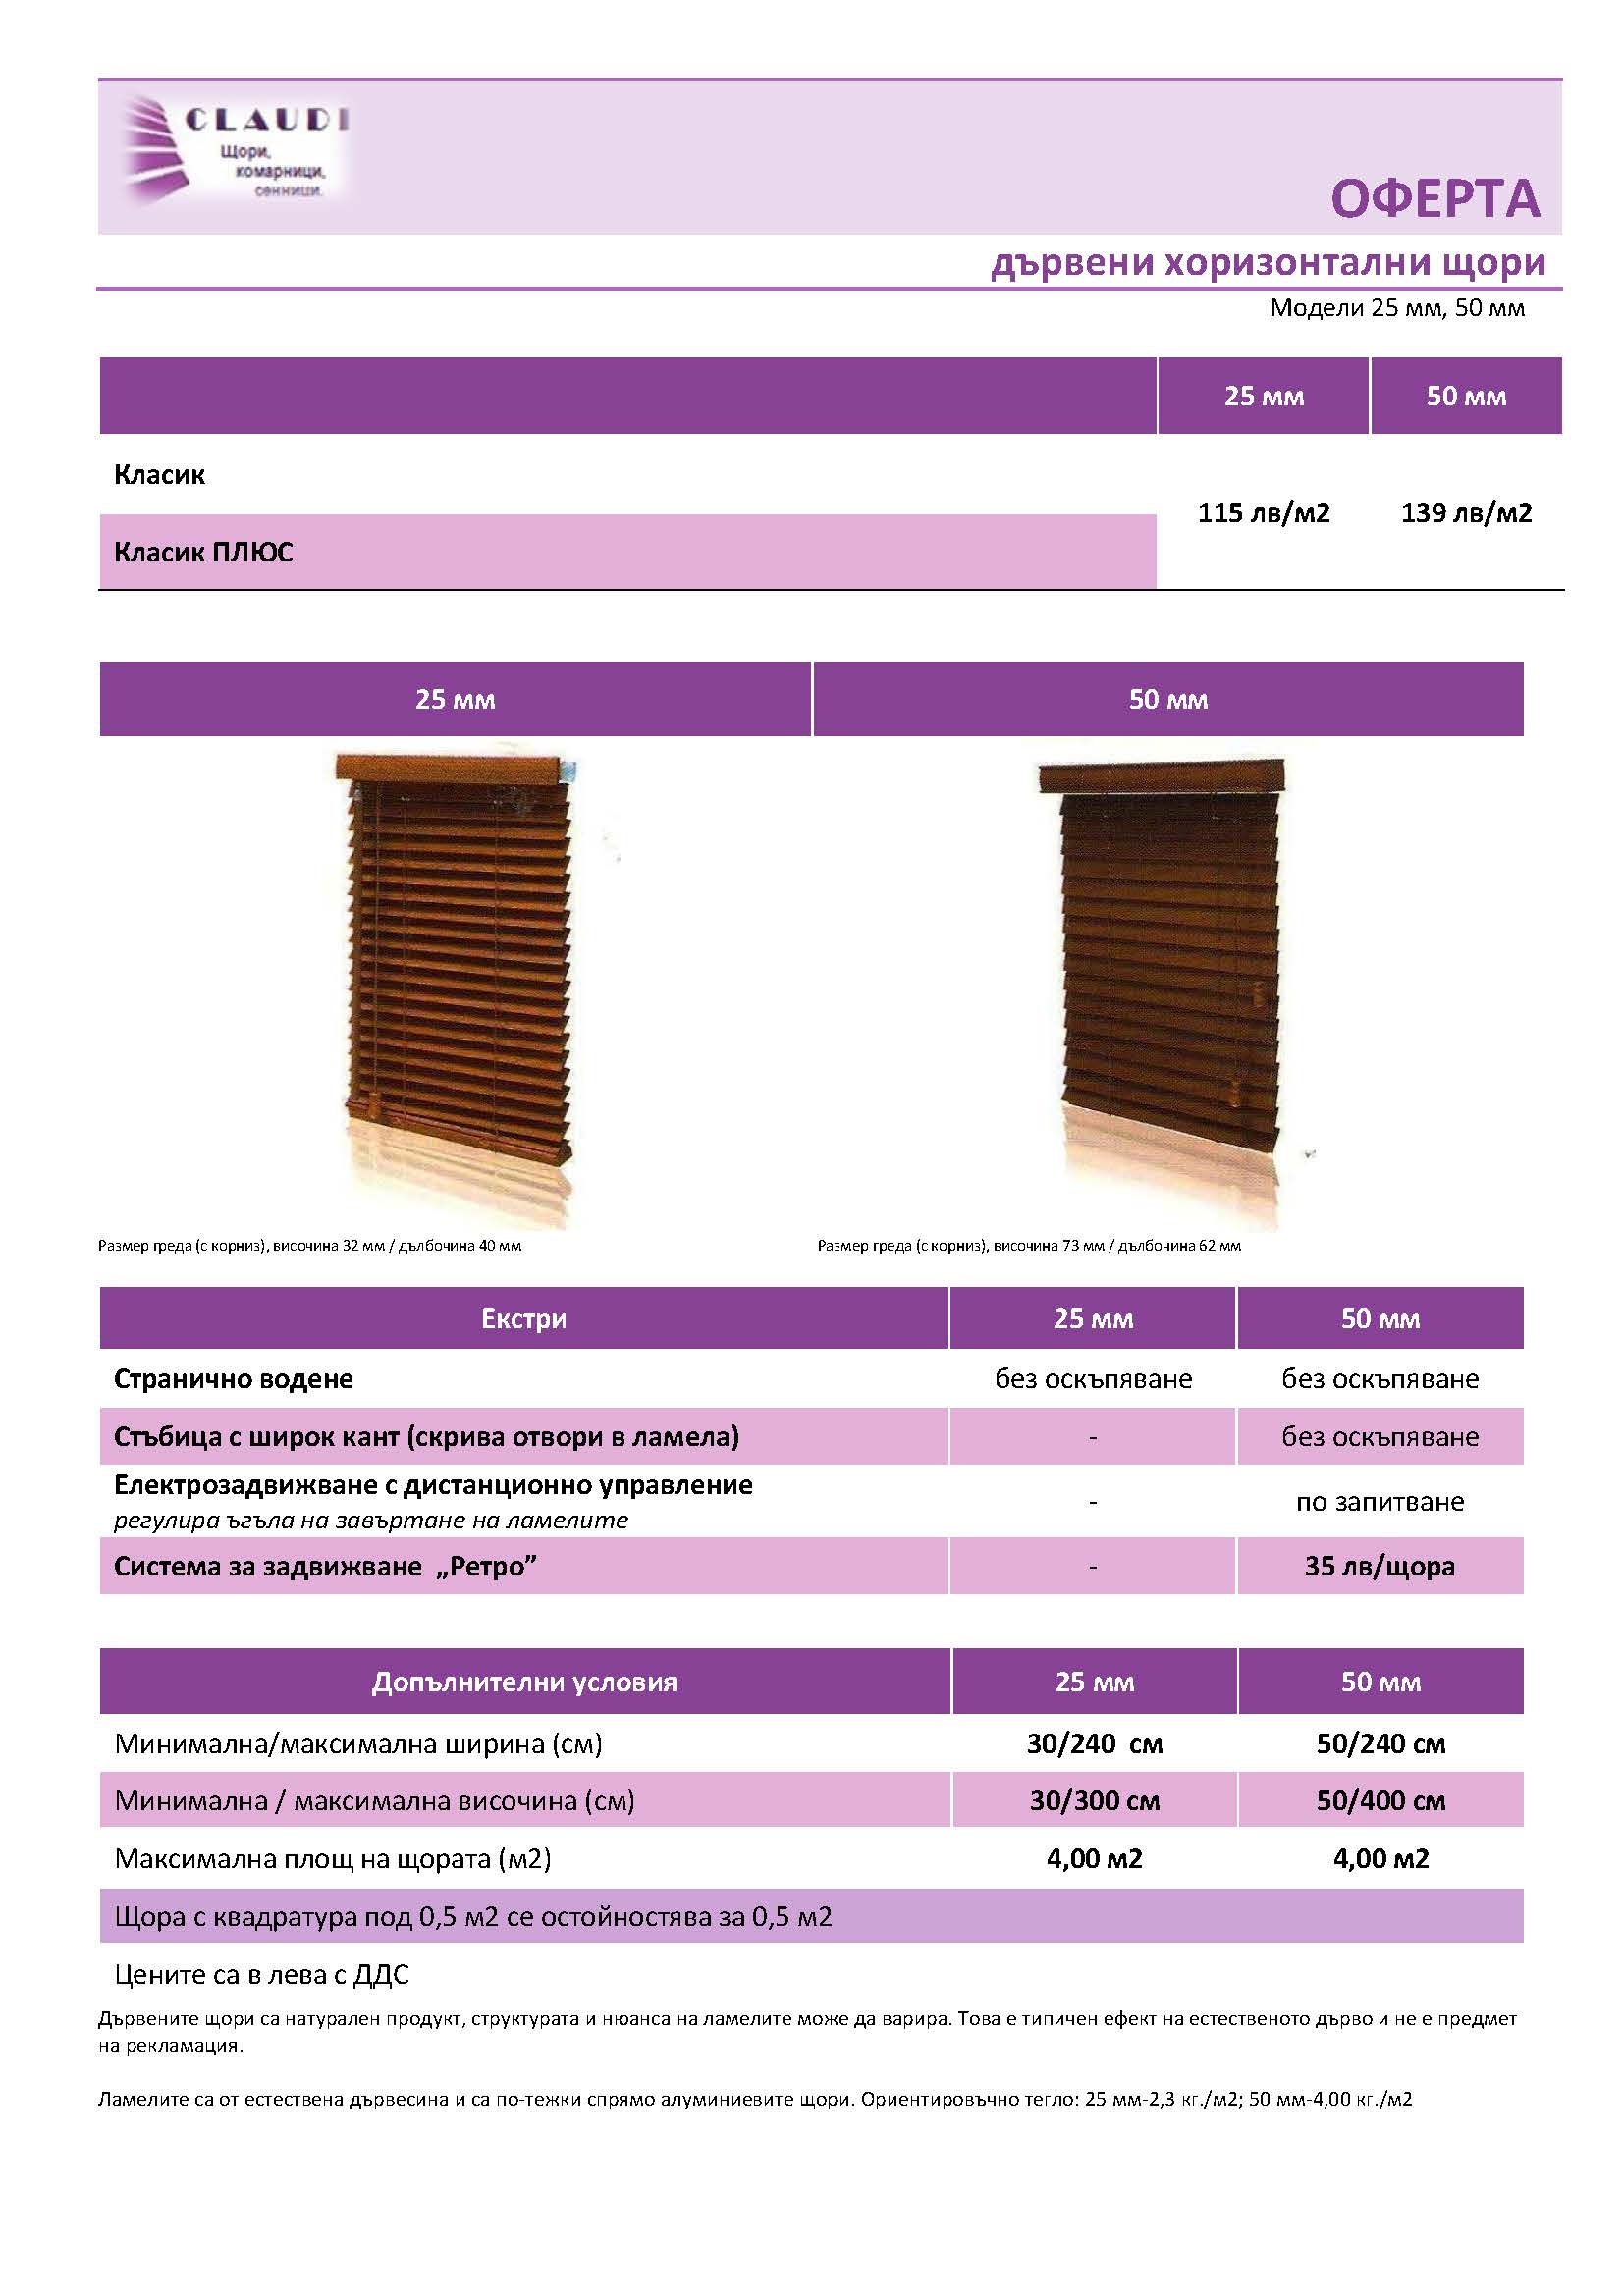 CLAUDI
Щори,
комарници,
сенници.
ОФЕРТА
дървени хоризонтални щори
Модели 25 мм, 50 мм
25 мм 50 мм
Класик
115 лв/м2 139 лв/м2
Класик ПЛЮС
25 мм 50 мм
Размер греда (с корниз), височина 32 мм / дълбочина 40 мм
Размер греда (с корниз), височина 73 мм / дълбочина 62 мм
Екстри 25 мм 50 мм
Странично водене без оскъпяване без оскъпяване
Стъбица с широк кант (скрива отвори в ламела) - без оскъпяване
Електрозадвижване с дистанционно управление
регулира ъгъла на завъртане на ламелите
- по запитване
Система за задвижване „Ретро” - 35 лв/щора
Допълнителни условия 25 мм 50 мм
Минимална/максимална ширина (см) 30/240 см 50/240 см
Минимална / максимална височина (см) 30/300 см 50/400 см
Максимална площ на щората (м2) 4,00 м2 4,00 м2
Щора с квадратура под 0,5 м2 се остойностява за 0,5 м2
Цените са в лева с ДДС
Дървените щори са натурален продукт, структурата и нюанса на ламелите може да варира. Това е типичен ефект на естественото дърво и не е предмет
на рекламация.
Ламелите са от естествена дървесина и са по-тежки спрямо алуминиевите щори. Ориентировъчно тегло: 25 мм-2,3 кг./м2; 50 мм-4,00 кг./м2